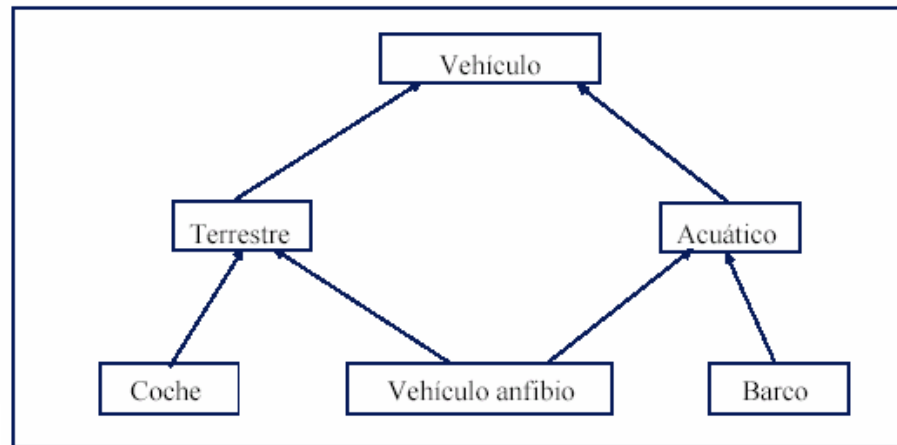 Vehículo
Terrestre
Acuático
Coche
Vehículo anfibio
Barco